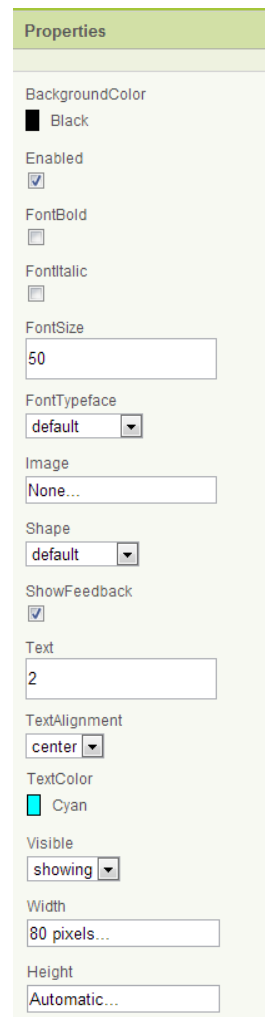 Properties
BackgroundColor
Black
Enabled
FontBold
FontItalic
FontSize
50
FontTypeface
default
Image
None...
Shape
default
ShowFeedback
Text
2
TextAlignment
center
TextColor
Cyan
Visible
showing
Width
80 pixels...
Height
Automatic...